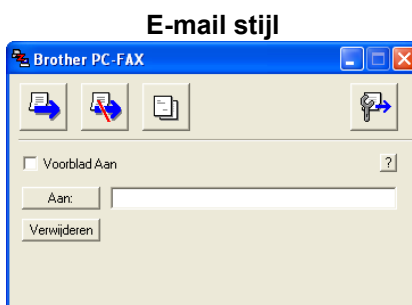 E-mail stijl
Brother PC-FAX
Voorblad Aan
?
Aan:
Verwijderen